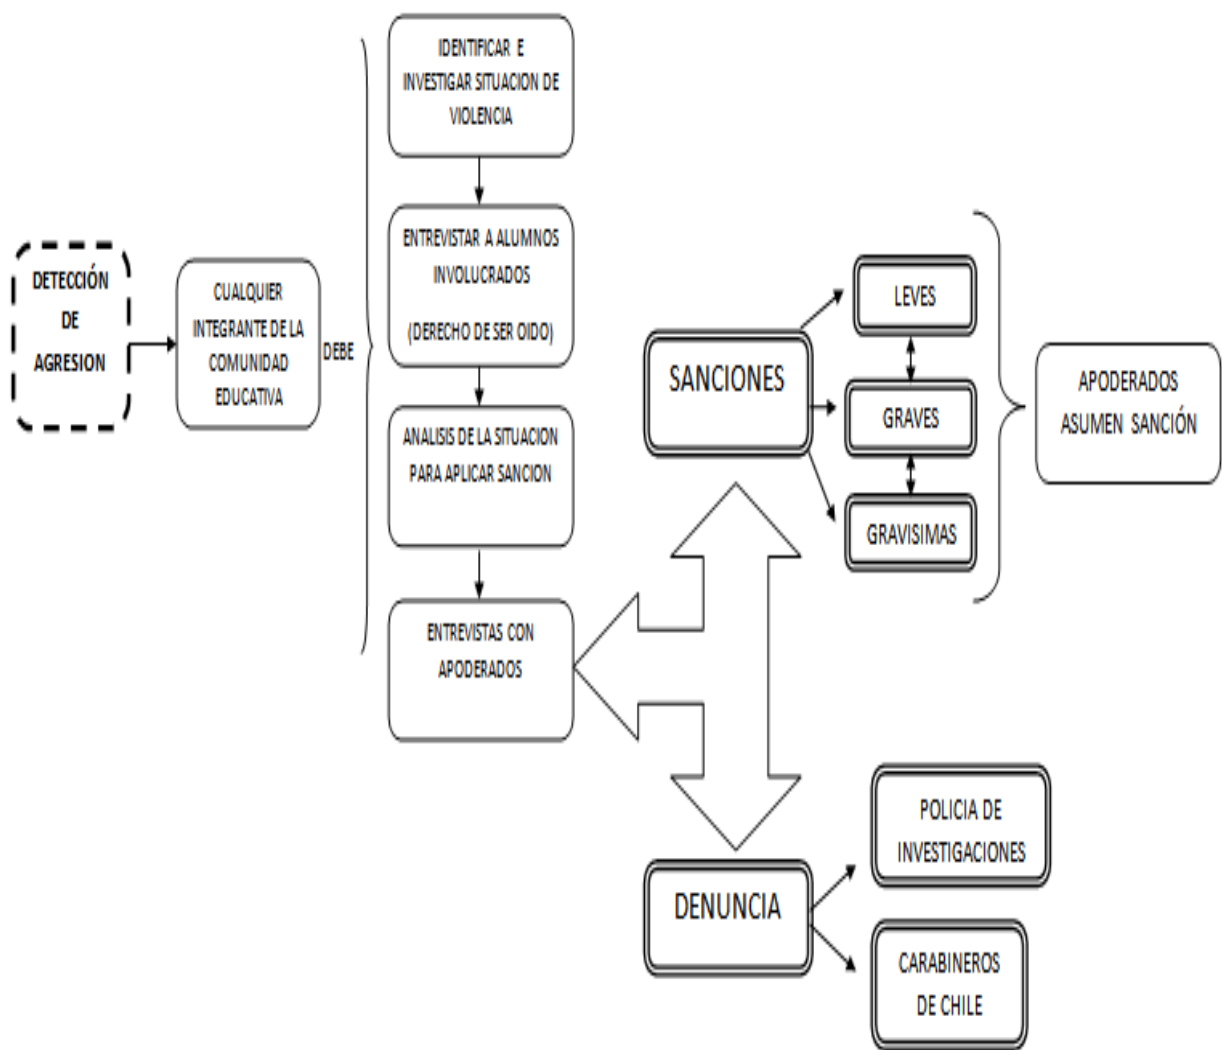 DETECCIÓN
DE
AGRESION
CUALQUIER
INTEGRANTE DE LA
COMUNIDAD
EDUCATIVA
DEBE
IDENTIFICAR E
INVESTIGAR SITUACION DE
VIOLENCIA
ENTREVISTAR A ALUMNOS
INVOLUCRADOS
(DERECHO DE SER OIDO)
ANALISIS DE LA SITUACION
PARA APLICAR SANCION
ENTREVISTAS CON
APODERADOS
SANCIONES
LEVES
GRAVES
GRAVISIMAS
APODERADOS
ASUMEN SANCIÓN
DENUNCIA
POLICIA DE
INVESTIGACIONES
CARABINEROS
DE CHILE